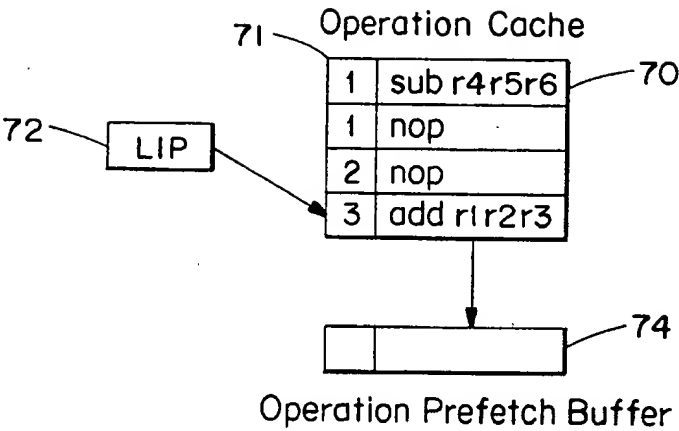 Operation Cache
71
1 sub r4r5r6
70
1 nop
72
LIP
2 nop
3 add r1r2r3
74
Operation Prefetch Buffer